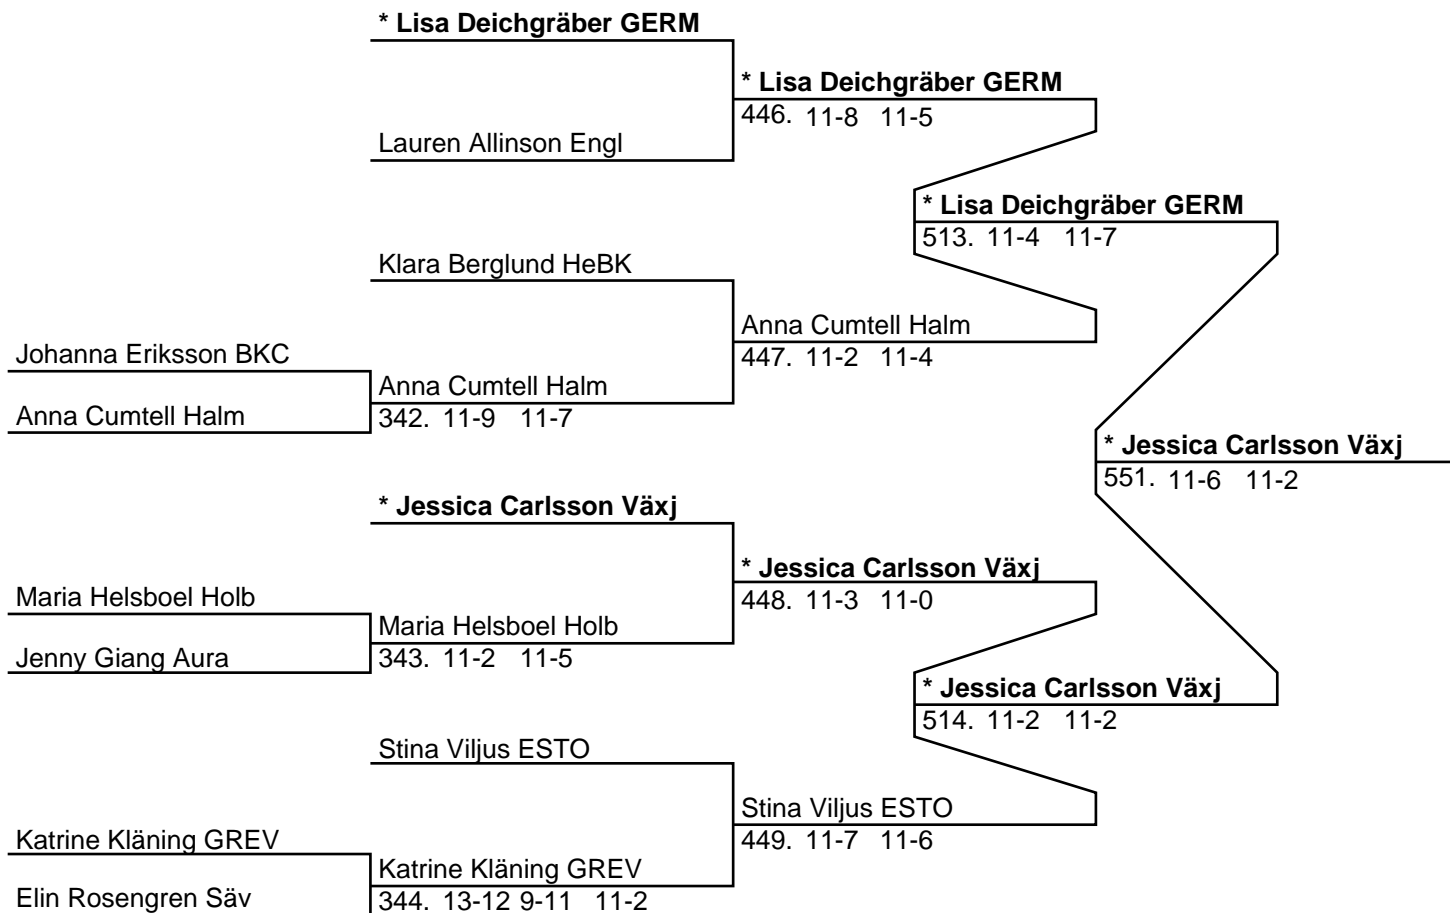 * Lisa Deichgräber GERM
* Lisa Deichgräber GERM
446. 11-8 11-5
Lauren Allinson Engl
* Lisa Deichgräber GERM
513. 11-4 11-7
Klara Berglund HeBK
Anna Cumtell Halm
447. 11-2 11-4
Johanna Eriksson BKC
Anna Cumtell Halm
342. 11-9 11-7
Anna Cumtell Halm
* Jessica Carlsson Växj
551. 11-6 11-2
* Jessica Carlsson Växj
* Jessica Carlsson Växj
448. 11-3 11-0
Maria Helsboel Holb
Maria Helsboel Holb
343. 11-2 11-5
Jenny Giang Aura
* Jessica Carlsson Växj
514. 11-2 11-2
Stina Viljus ESTO
Stina Viljus ESTO
449. 11-7 11-6
Katrine Kläning GREV
Katrine Kläning GREV
344. 13-12 9-11 11-2
Elin Rosengren Säv